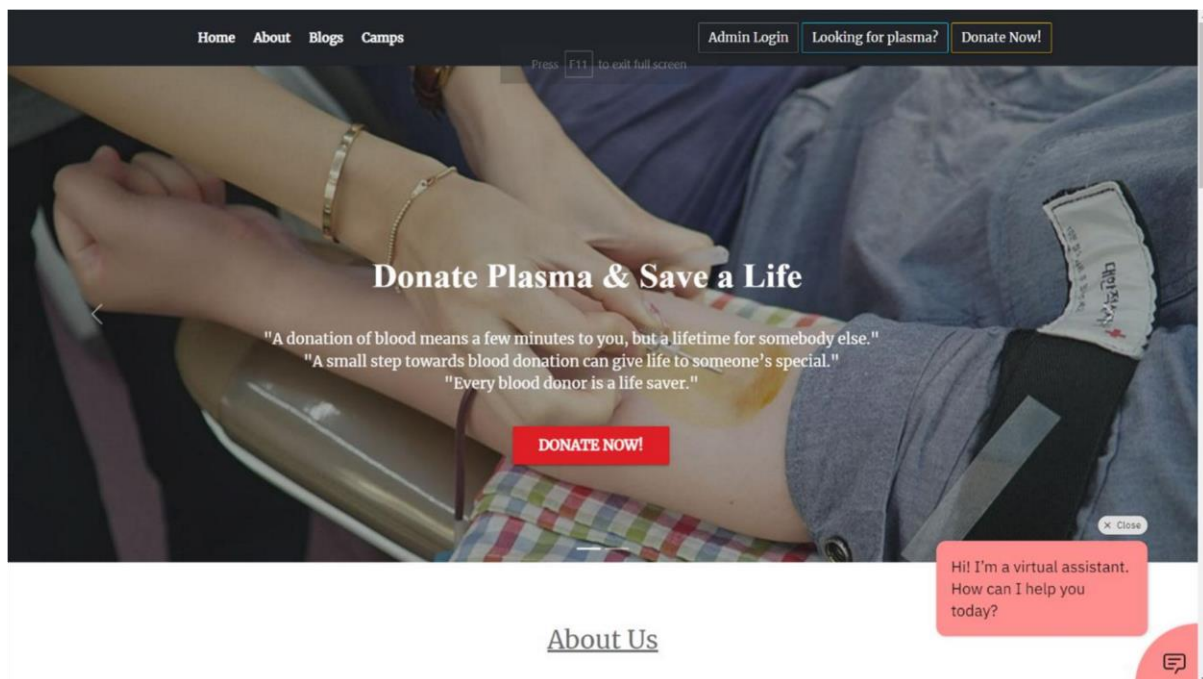 Home About Blogs Camps Admin Login Looking for plasma? Donate Now!
Press F11 to exit full screen
Donate Plasma & Save a Life
"A donation of blood means a few minutes to you, but a lifetime for somebody else."
"A small step towards blood donation can give life to someone’s special."
"Every blood donor is a life saver."
DONATE NOW!
× Close
Hi! I'm a virtual assistant.
How can I help you
today?
About Us